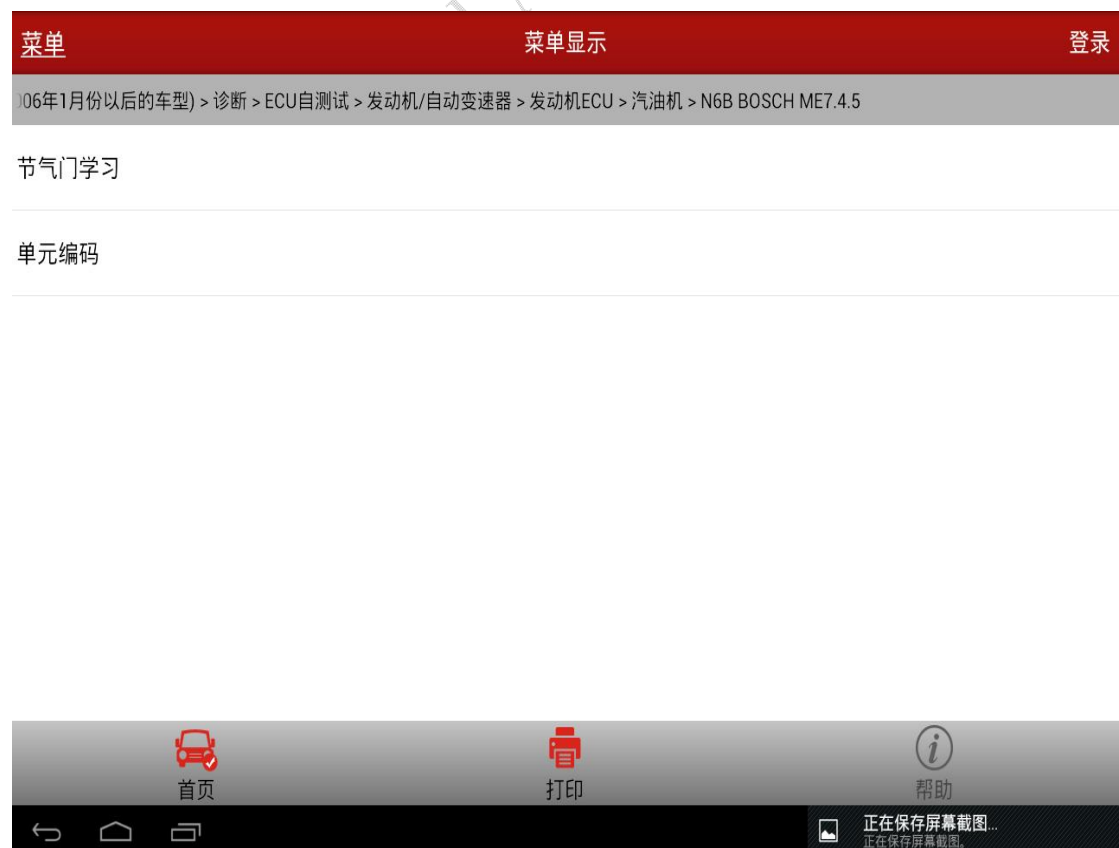 菜单 菜单显示 登录
06年1月份以后的车型) > 诊断 > ECU自测试 > 发动机/自动变速器 > 发动机ECU > 汽油机 > N6B BOSCH ME7.4.5
节气门学习
单元编码
首页 打印 帮助
正在保存屏幕截图...
正在保存屏幕截图。